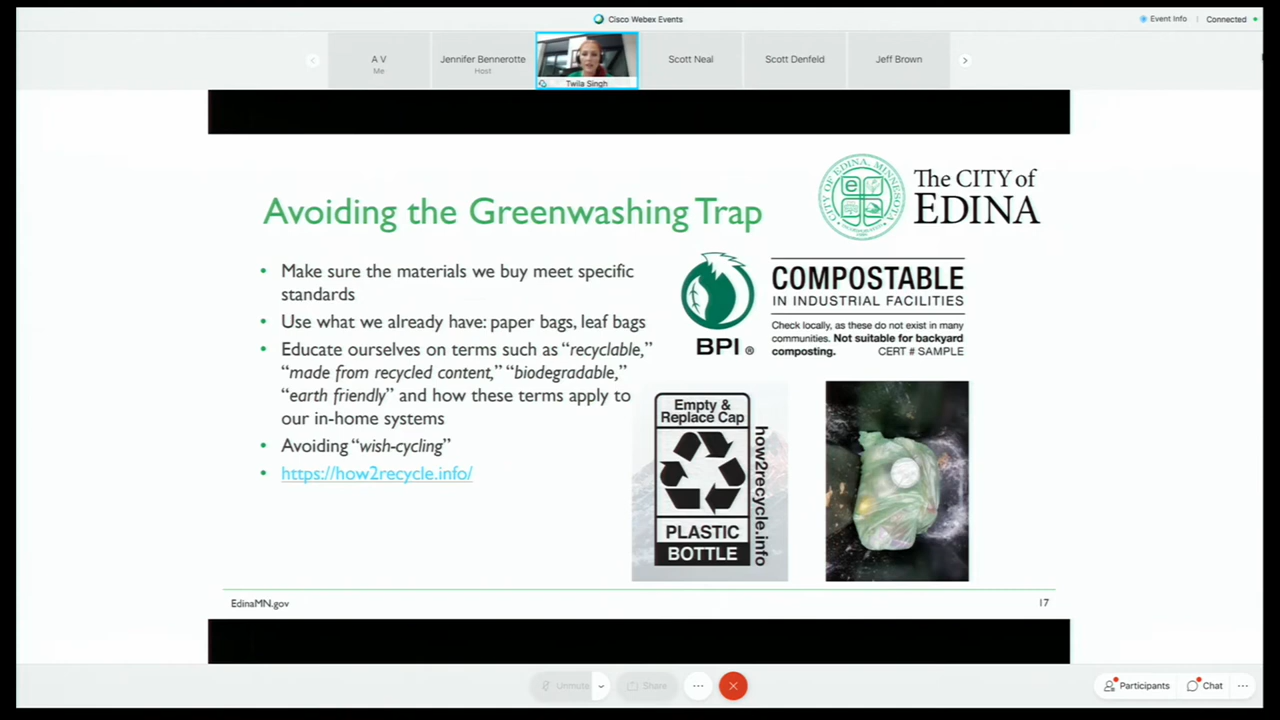 Cisco Webex Events
Event Info
Connected
A V
Me
Jennifer Bennerotte
Host
Twila Singh
Scott Neal
Scott Denfeld
Jeff Brown
CITY OF EDINA, MINNESOTA
INCORPORATED
e
The CITY of
EDINA
Avoiding the Greenwashing Trap
• Make sure the materials we buy meet specific
standards
• Use what we already have: paper bags, leaf bags
• Educate ourselves on terms such as “recyclable,”
“made from recycled content,” “biodegradable,”
“earth friendly” and how these terms apply to
our in-home systems
• Avoiding “wish-cycling”
• https://how2recycle.info/
BPI ®
COMPOSTABLE
IN INDUSTRIAL FACILITIES
Check locally, as these do not exist in many
communities. Not suitable for backyard
composting. CERT # SAMPLE
Empty &
Replace Cap
PLASTIC
BOTTLE
how2recycle.info
EdinaMN.gov
17
Unmute
Share
Participants
Chat